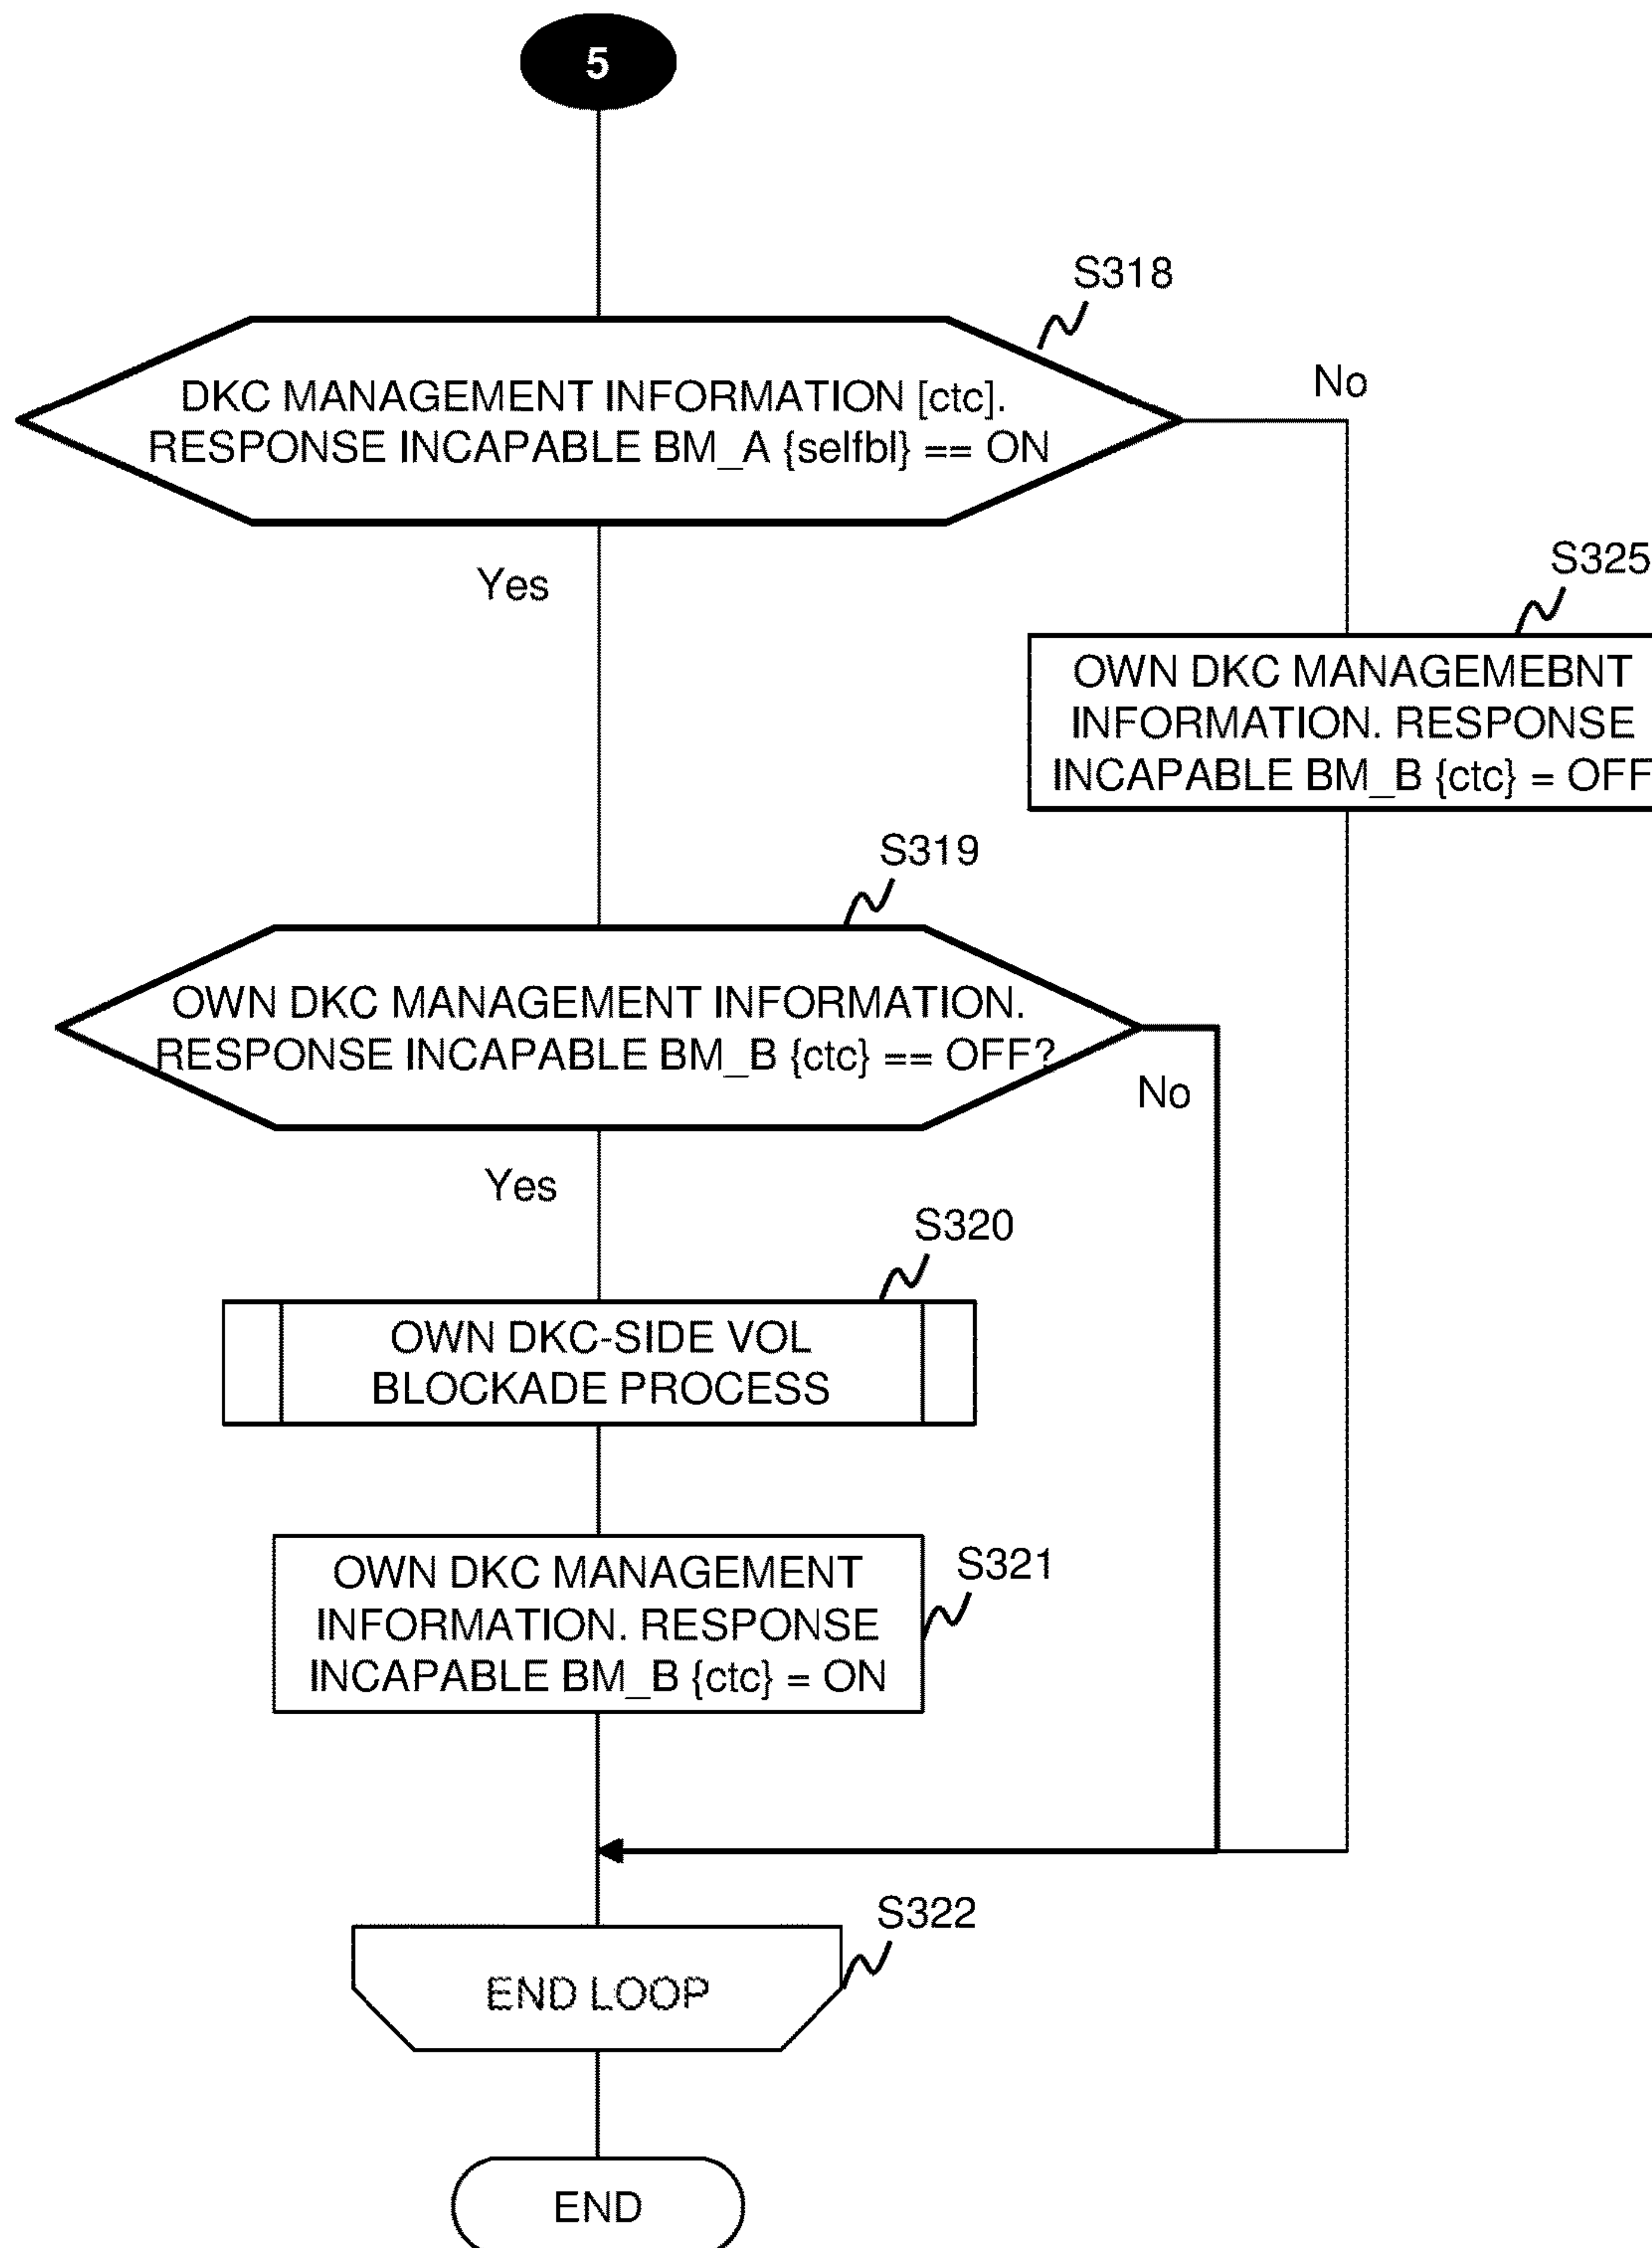 5
S318
DKC MANAGEMENT INFORMATION [ctc].
RESPONSE INCAPABLE BM_A {selfbl} == ON
No
Yes
S325
OWN DKC MANAGEMEBNT
INFORMATION. RESPONSE
INCAPABLE BM_B {ctc} = OFF
S319
OWN DKC MANAGEMENT INFORMATION.
RESPONSE INCAPABLE BM_B {ctc} == OFF?
No
Yes
S320
OWN DKC-SIDE VOL
BLOCKADE PROCESS
S321
OWN DKC MANAGEMENT
INFORMATION. RESPONSE
INCAPABLE BM_B {ctc} = ON
S322
END LOOP
END